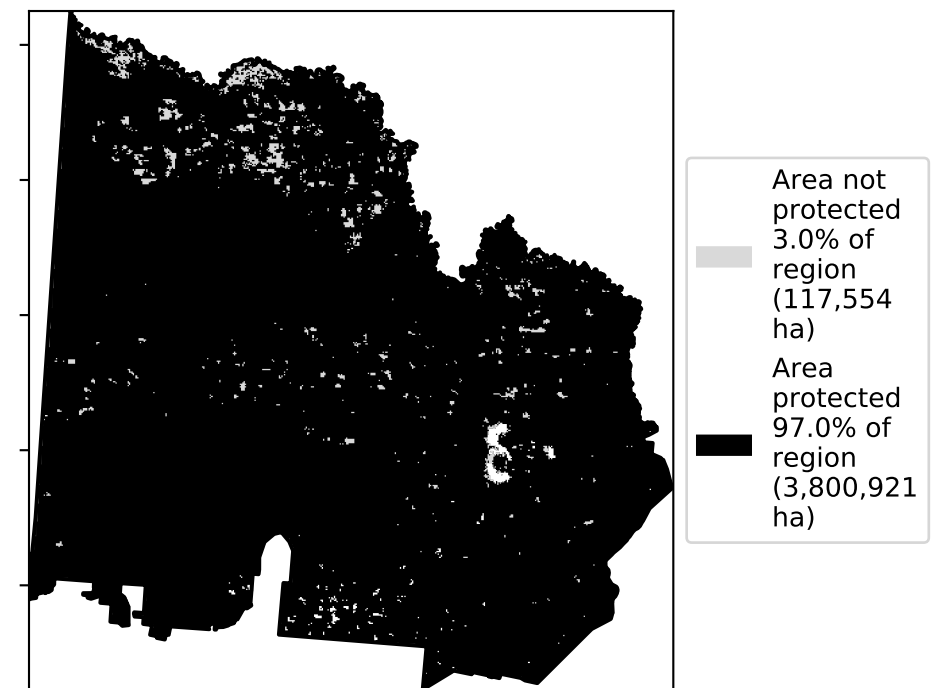 Area not
protected
3.0% of
region
(117,554
ha)
Area
protected
97.0% of
region
(3,800,921
ha)